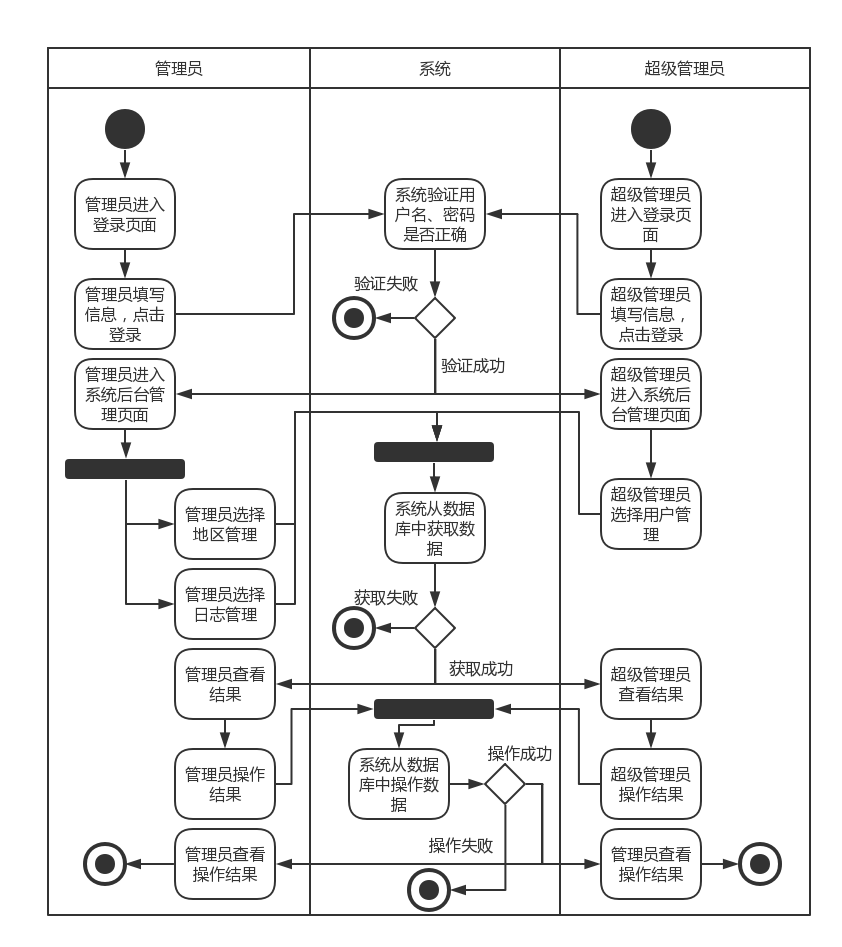 管理员
系统
超级管理员
管理员进入
登录页面
系统验证用
户名、密码
是否正确
超级管理员
进入登录页
面
管理员填写
信息，点击
登录
验证失败
超级管理员
填写信息，
点击登录
验证成功
管理员进入
系统后台管
理页面
超级管理员
进入系统后
台管理页面
管理员选择
地区管理
系统从数据
库中获取数
据
超级管理员
选择用户管
理
管理员选择
日志管理
获取失败
获取成功
管理员查看
结果
超级管理员
查看结果
管理员操作
结果
系统从数据
库中操作数
据
操作成功
超级管理员
操作结果
操作失败
管理员查看
操作结果
管理员查看
操作结果